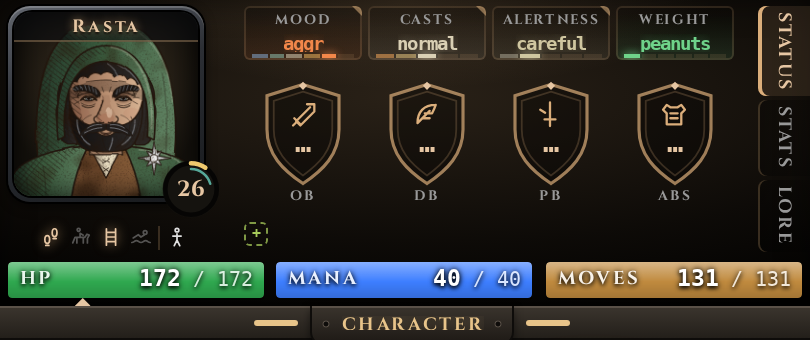 RASTA
26
MOOD
aggr
CASTS
normal
ALERTNESS
careful
WEIGHT
peanuts
...
OB
...
DB
...
PB
...
ABS
STATUS
STATS
LORE
+
HP 172 / 172
MANA 40 / 40
MOVES 131 / 131
CHARACTER